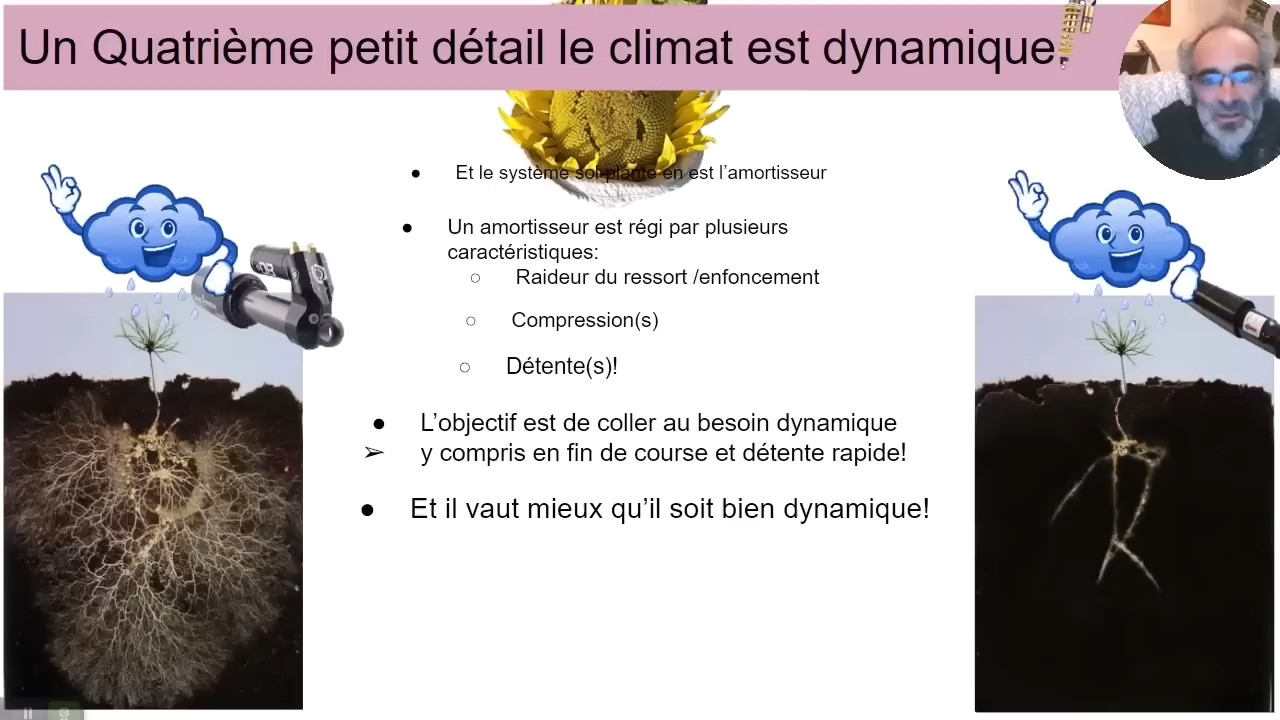 Un Quatrième petit détail le climat est dynamique
Et le système sol-plante en est l’amortisseur
Un amortisseur est régi par plusieurs
caractéristiques:
Raideur du ressort /enfoncement
Compression(s)
Détente(s)!
L’objectif est de coller au besoin dynamique
y compris en fin de course et détente rapide!
Et il vaut mieux qu’il soit bien dynamique!